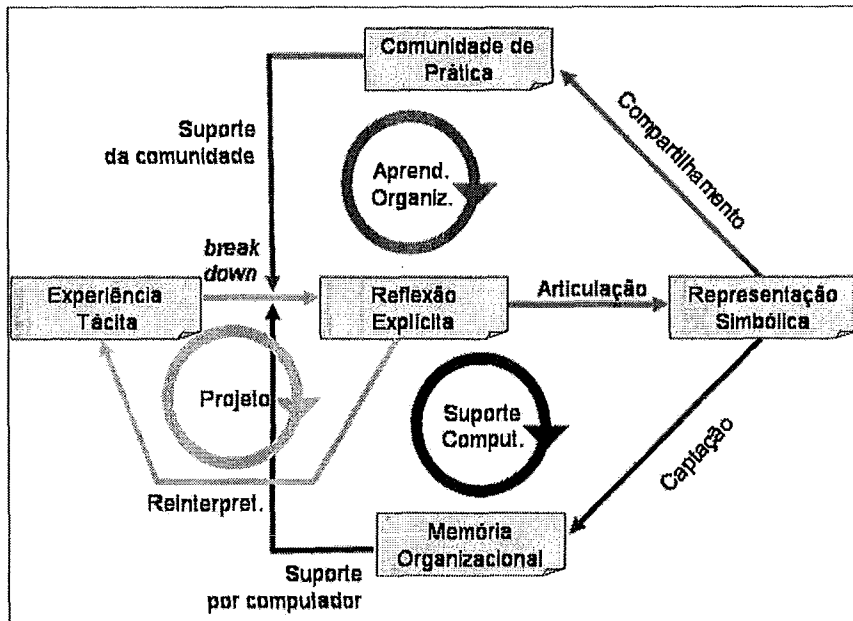 Comunidade de
Prática
Suporte
da comunidade
Compartilhamento
Aprend.
Organiz.
break
down
Experiência
Tácita
Reflexão
Explícita
Articulação
Representação
Simbólica
Projeto
Suporte
Comput.
Captação
Reinterpret.
Memória
Organizacional
Suporte
por computador